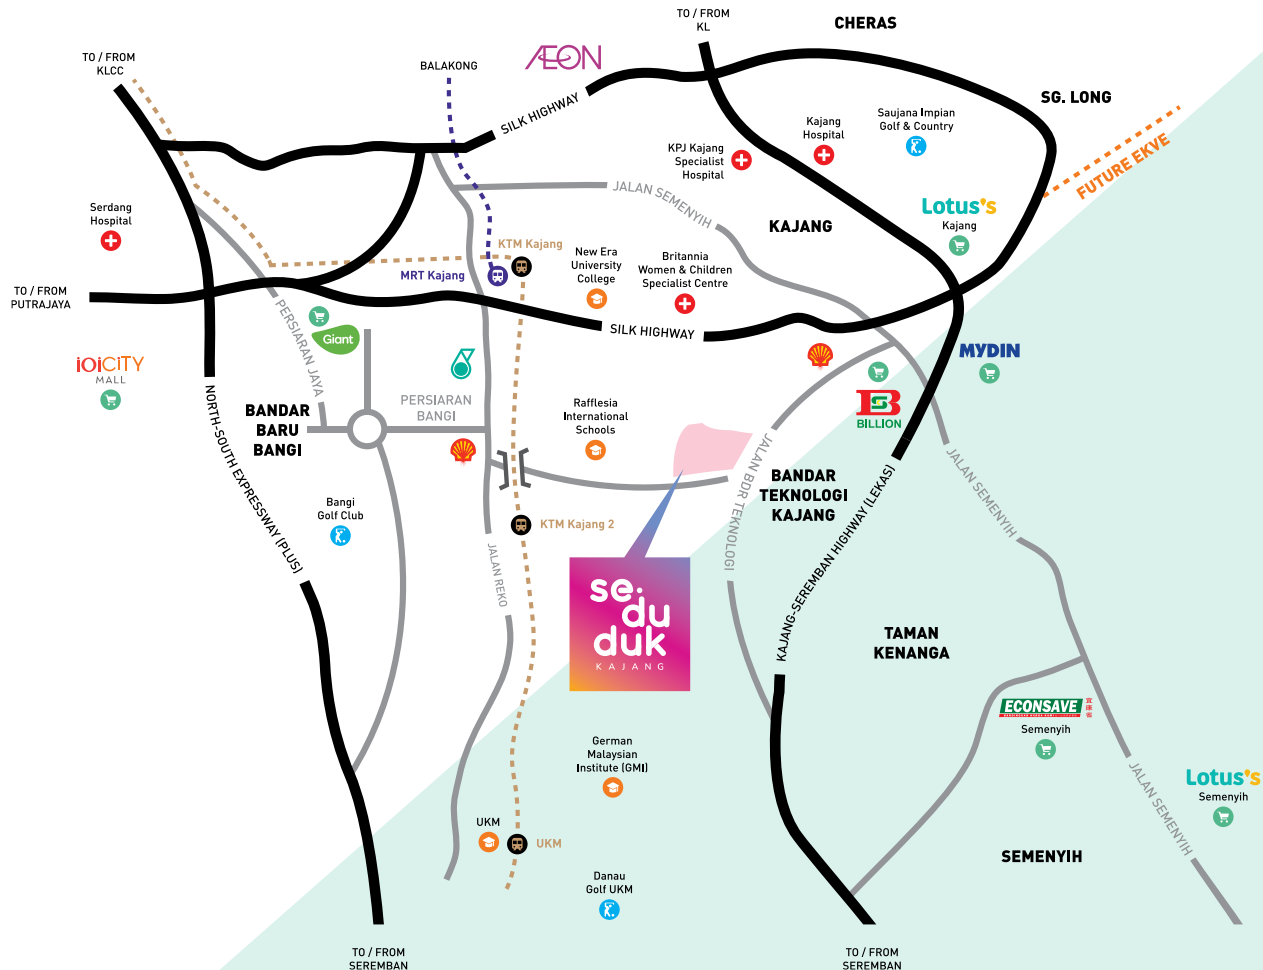 TO / FROM
KL
CHERAS
TO / FROM
KLCC
BALAKONG
ÆON
SILK HIGHWAY
SG. LONG
Saujana Impian
Golf & Country
Kajang
Hospital
KPJ Kajang
Specialist
Hospital
FUTURE EKVE
JALAN SEMENYIH
Lotus's
Kajang
KAJANG
Serdang
Hospital
KTM Kajang
MRT Kajang
New Era
University
College
Britannia
Women & Children
Specialist Centre
TO / FROM
PUTRAJAYA
PERSIARAN JAYA
Giant
SILK HIGHWAY
MYDIN
iOiCiTY
MALL
B
BILLION
PERSIARAN
BANGI
BANDAR
BARU
BANGI
Rafflesia
International
Schools
NORTH-SOUTH EXPRESSWAY (PLUS)
JALAN BDR TEKNOLOGI
BANDAR
TEKNOLOGI
KAJANG
JALAN SEMENYIH
KAJANG-SEREMBAN HIGHWAY (LEKAS)
Bangi
Golf Club
KTM Kajang 2
JALAN REKO
se.
du
duk
KAJANG
TAMAN
KENANGA
ECONSAVE
Semenyih
German
Malaysian
Institute (GMI)
JALAN SEMENYIH
Lotus's
Semenyih
UKM
UKM
SEMENYIH
Danau
Golf UKM
TO / FROM
SEREMBAN
TO / FROM
SEREMBAN